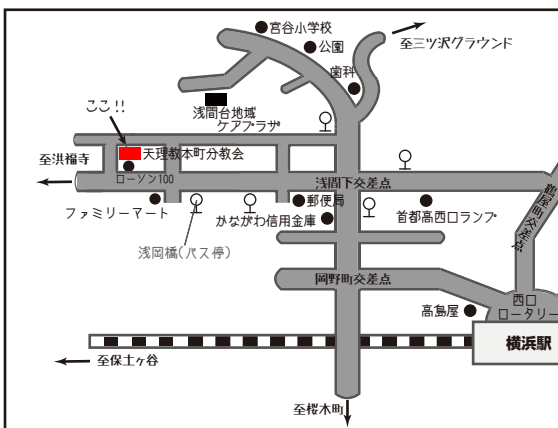 宮谷小学校
公園
至三ツ沢グラウンド
歯科
ここ!!
浅間台地域
ケアプラザ
天理教本町分教会
至洪福寺
ローソン100
浅間下交差点
鶴屋町交差点
ファミリーマート
郵便局
かながわ信用金庫
首都高西口ランプ
浅岡橋(バス停)
岡野町交差点
西口
ロータリー
高島屋
横浜駅
至保土ヶ谷
至桜木町